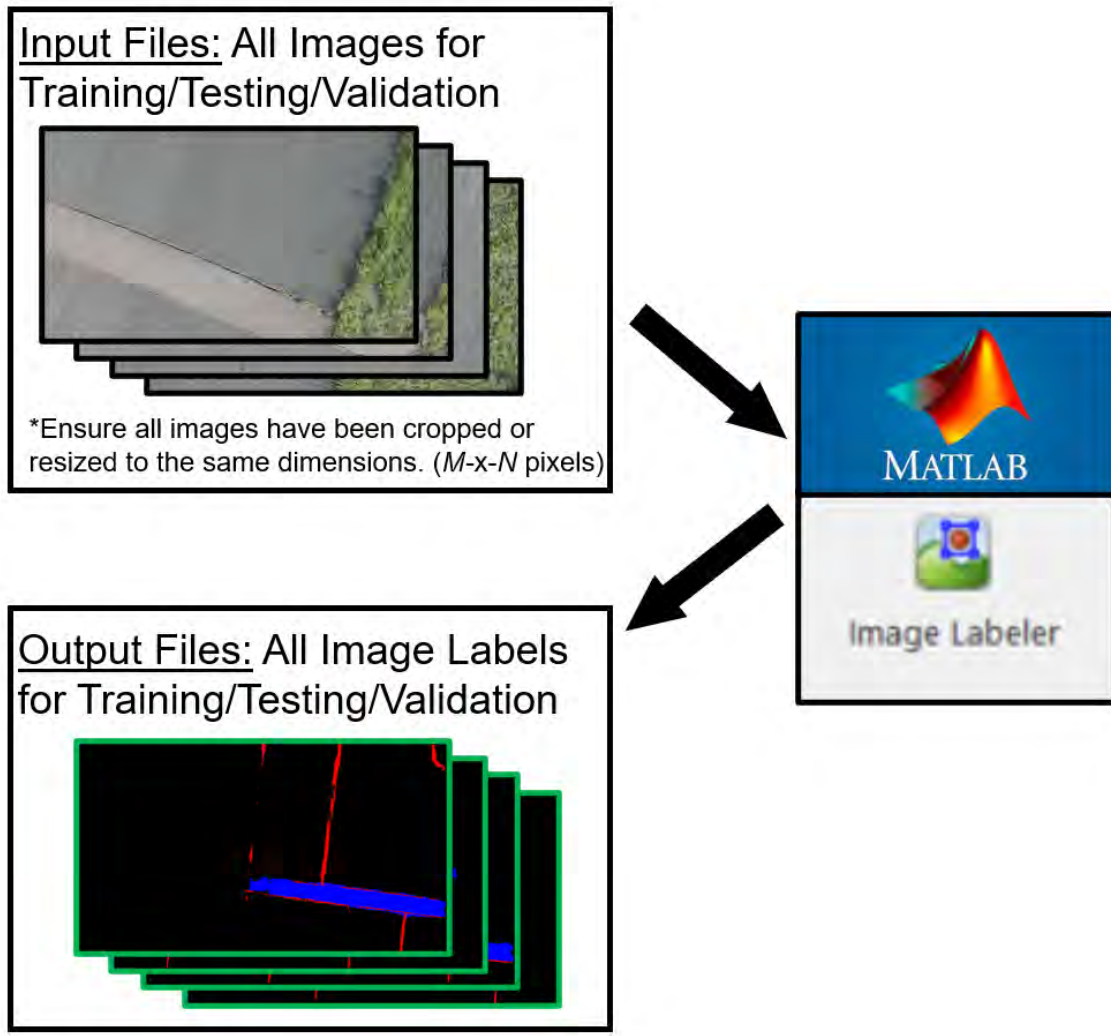 Input Files: All Images for
Training/Testing/Validation
*Ensure all images have been cropped or
resized to the same dimensions. (M-x-N pixels)
MATLAB
Image Labeler
Output Files: All Image Labels
for Training/Testing/Validation